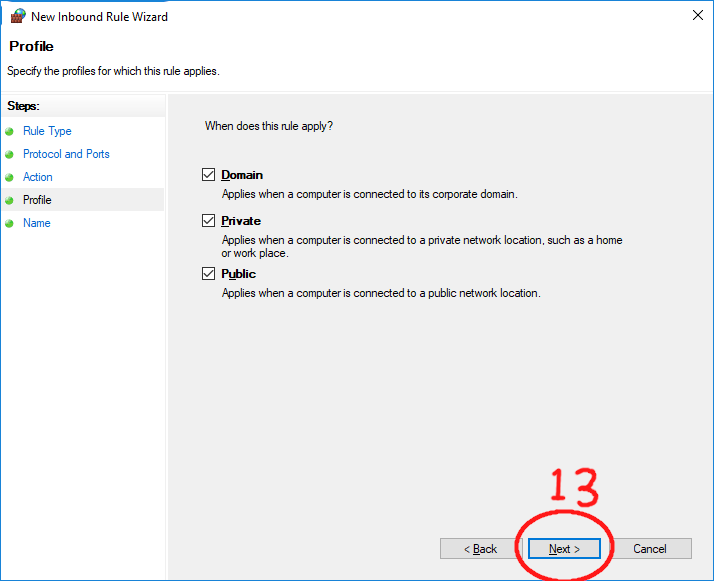 New Inbound Rule Wizard
Profile
Specify the profiles for which this rule applies.
Steps:
Rule Type
Protocol and Ports
Action
Profile
Name
When does this rule apply?
Domain
Applies when a computer is connected to its corporate domain.
Private
Applies when a computer is connected to a private network location, such as a home
or work place.
Public
Applies when a computer is connected to a public network location.
13
< Back
Next >
Cancel